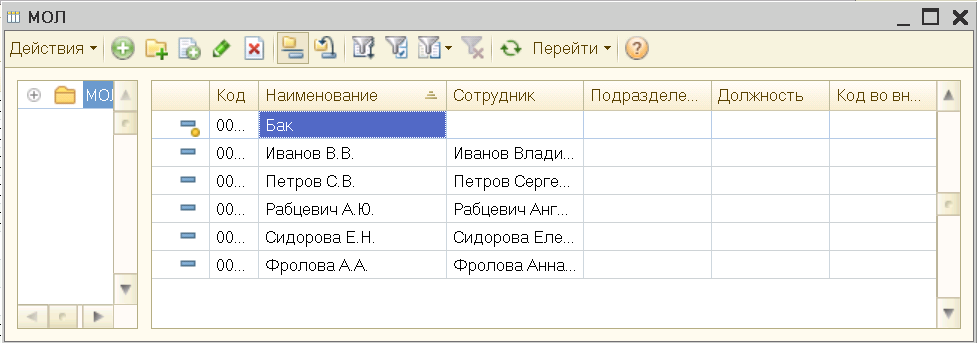 МОЛ
Действия Перейти ?
МОЛ
Код Наименование Сотрудник Подразделе... Должность Код во вн...
00... Бак
00... Иванов В.В. Иванов Влади...
00... Петров С.В. Петров Серге...
00... Рабцевич А.Ю. Рабцевич Анг...
00... Сидорова Е.Н. Сидорова Еле...
00... Фролова А.А. Фролова Анна...